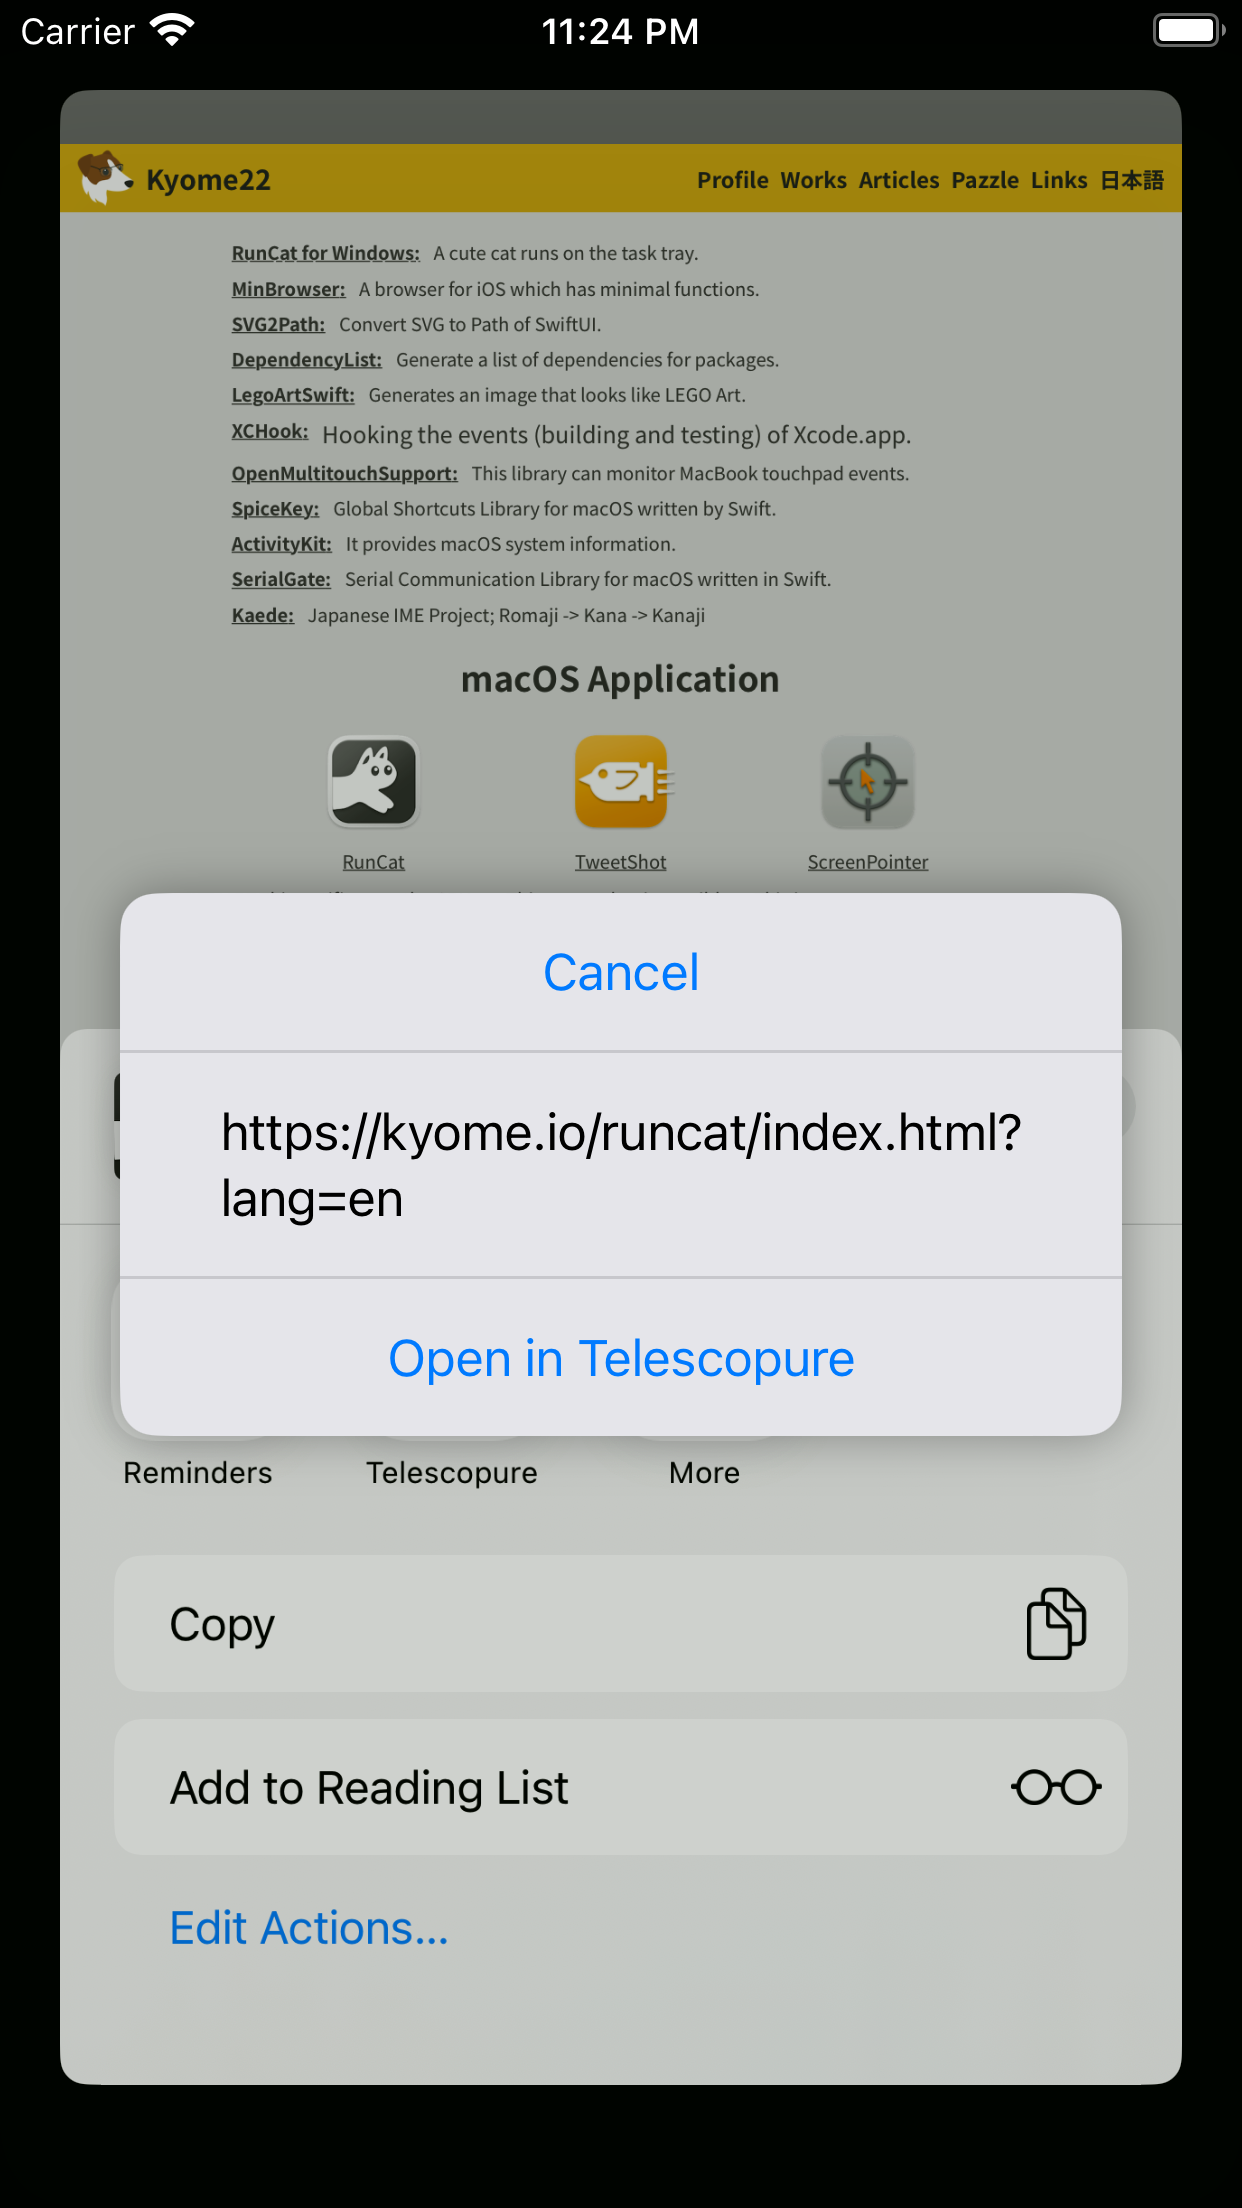 Carrier 11:24 PM
Kyome22 Profile Works Articles Pazzle Links 日本語
RunCat for Windows: A cute cat runs on the task tray.
MinBrowser: A browser for iOS which has minimal functions.
SVG2Path: Convert SVG to Path of SwiftUI.
DependencyList: Generate a list of dependencies for packages.
LegoArtSwift: Generates an image that looks like LEGO Art.
XCHook: Hooking the events (building and testing) of Xcode.app.
OpenMultitouchSupport: This library can monitor MacBook touchpad events.
SpiceKey: Global Shortcuts Library for macOS written by Swift.
ActivityKit: It provides macOS system information.
SerialGate: Serial Communication Library for macOS written in Swift.
Kaede: Japanese IME Project; Romaji -> Kana -> Kanaji
macOS Application
RunCat TweetShot ScreenPointer
Cancel
https://kyome.io/runcat/index.html?
lang=en
Open in Telescopure
Reminders Telescopure More
Copy
Add to Reading List
Edit Actions...